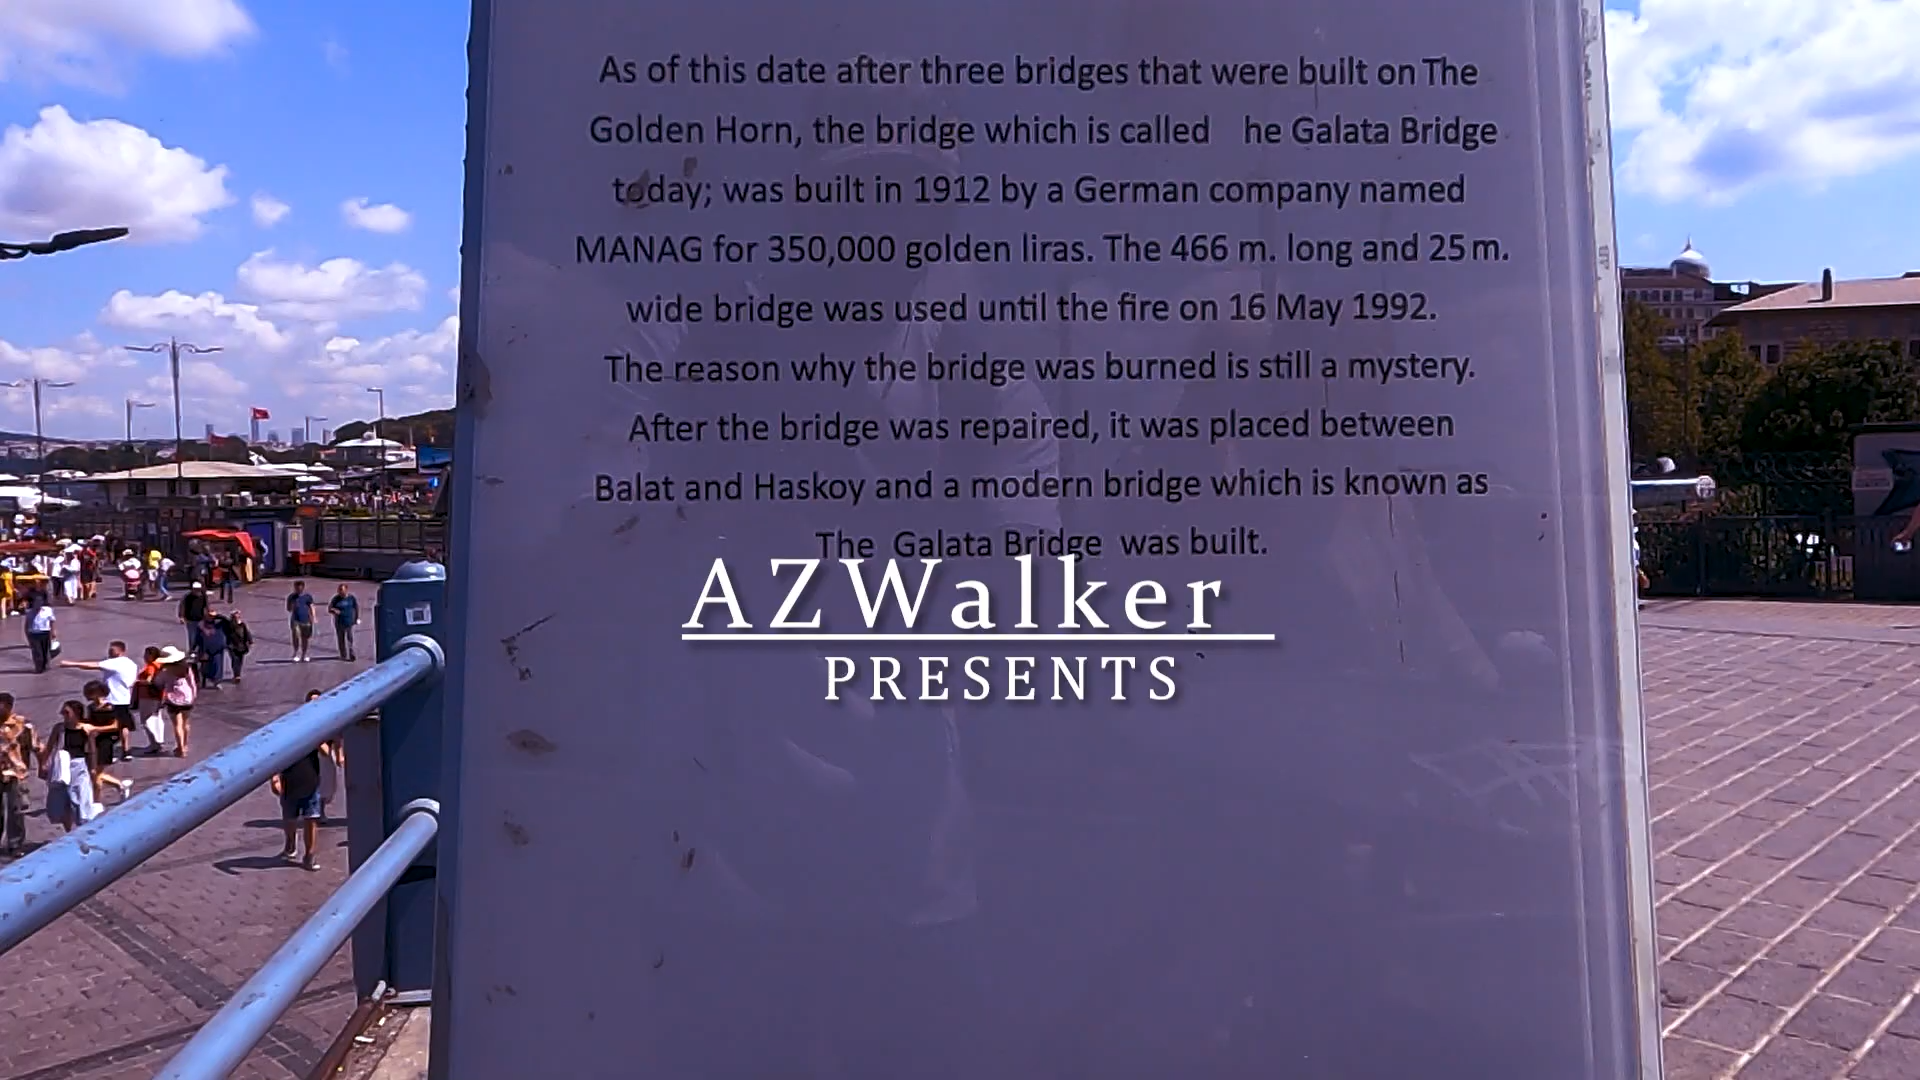 As of this date after three bridges that were built on The
Golden Horn, the bridge which is called he Galata Bridge
today; was built in 1912 by a German company named
MANAG for 350,000 golden liras. The 466 m. long and 25 m.
wide bridge was used until the fire on 16 May 1992.
The reason why the bridge was burned is still a mystery.
After the bridge was repaired, it was placed between
Balat and Haskoy and a modern bridge which is known as
The Galata Bridge was built.
AZWalker
PRESENTS